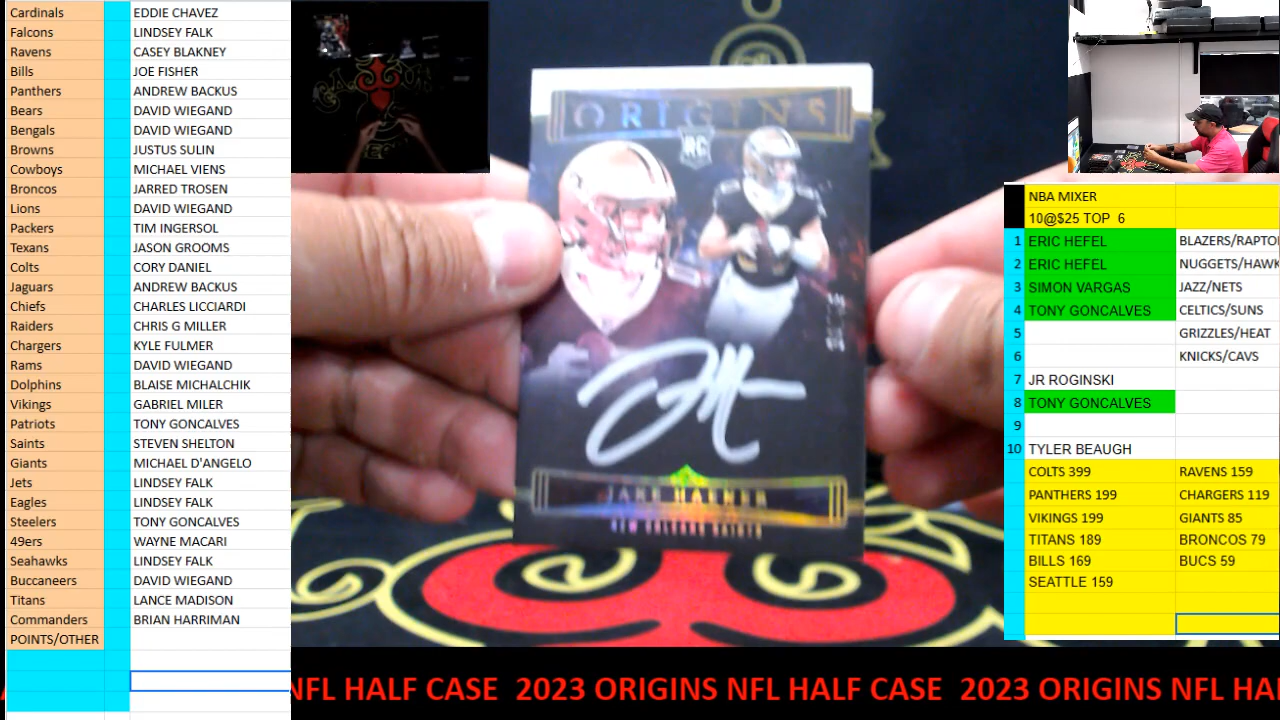 Cardinals EDDIE CHAVEZ
Falcons LINDSEY FALK
Ravens CASEY BLAKNEY
Bills JOE FISHER
Panthers ANDREW BACKUS
Bears DAVID WIEGAND
Bengals DAVID WIEGAND
Browns JUSTUS SULIN
Cowboys MICHAEL VIENS
Broncos JARRED TROSEN
Lions DAVID WIEGAND
Packers TIM INGERSOL
Texans JASON GROOMS
Colts CORY DANIEL
Jaguars ANDREW BACKUS
Chiefs CHARLES LICCIARDI
Raiders CHRIS G MILLER
Chargers KYLE FULMER
Rams DAVID WIEGAND
Dolphins BLAISE MICHALCHIK
Vikings GABRIEL MILER
Patriots TONY GONCALVES
Saints STEVEN SHELTON
Giants MICHAEL D'ANGELO
Jets LINDSEY FALK
Eagles LINDSEY FALK
Steelers TONY GONCALVES
49ers WAYNE MACARI
Seahawks LINDSEY FALK
Buccaneers DAVID WIEGAND
Titans LANCE MADISON
Commanders BRIAN HARRIMAN
POINTS/OTHER
ORIGINS
RC
JAKE HAENER
NEW ORLEANS SAINTS
NBA MIXER
10@$25 TOP 6
1 ERIC HEFEL BLAZERS/RAPTO
2 ERIC HEFEL NUGGETS/HAWK
3 SIMON VARGAS JAZZ/NETS
4 TONY GONCALVES CELTICS/SUNS
5 GRIZZLES/HEAT
6 KNICKS/CAVS
7 JR ROGINSKI
8 TONY GONCALVES
9
10 TYLER BEAUGH
COLTS 399 RAVENS 159
PANTHERS 199 CHARGERS 119
VIKINGS 199 GIANTS 85
TITANS 189 BRONCOS 79
BILLS 169 BUCS 59
SEATTLE 159
NFL HALF CASE 2023 ORIGINS NFL HALF CASE 2023 ORIGINS NFL HA